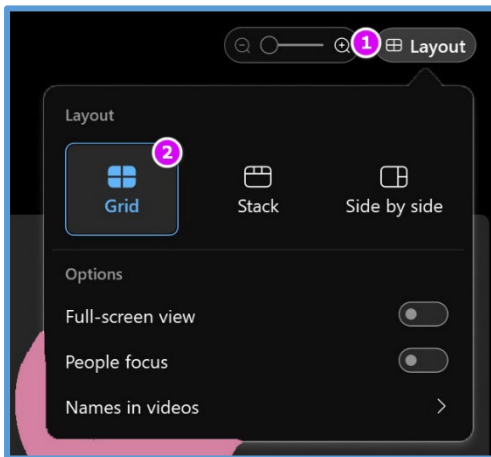 1 Layout
Layout
2
Grid Stack Side by side
Options
Full-screen view
People focus
Names in videos